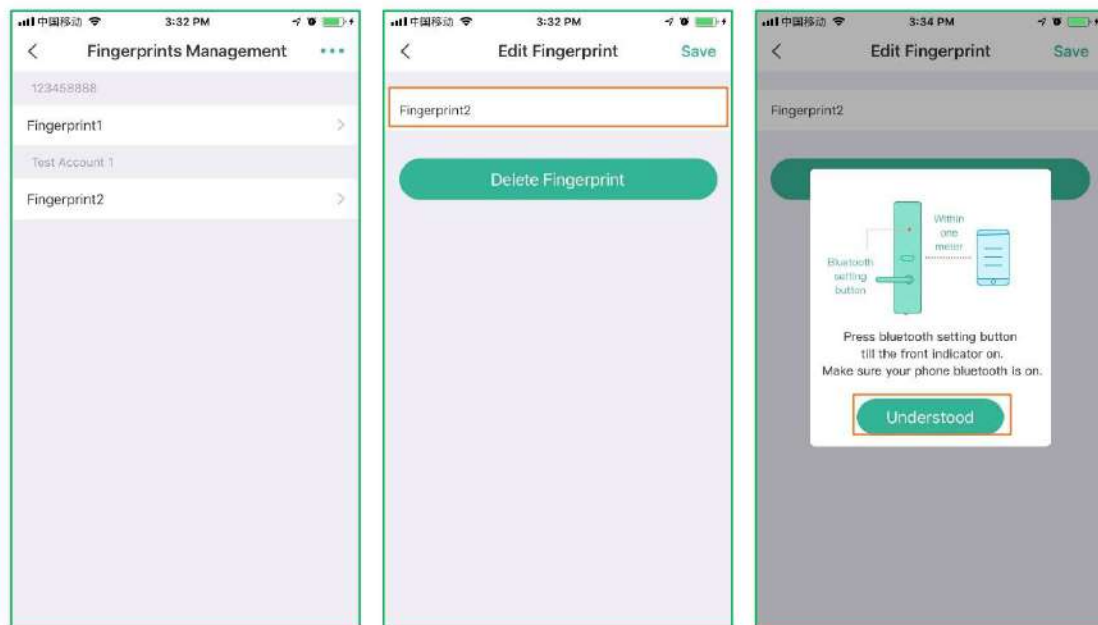 中国移动 3:32 PM
Fingerprints Management
123458888
Fingerprint1
Test Account 1
Fingerprint2
中国移动 3:32 PM
Edit Fingerprint Save
Fingerprint2
Delete Fingerprint
中国移动 3:34 PM
Edit Fingerprint Save
Fingerprint2
Within
one
meter
Bluetooth
setting
button
Press bluetooth setting button
till the front indicator on.
Make sure your phone bluetooth is on.
Understood